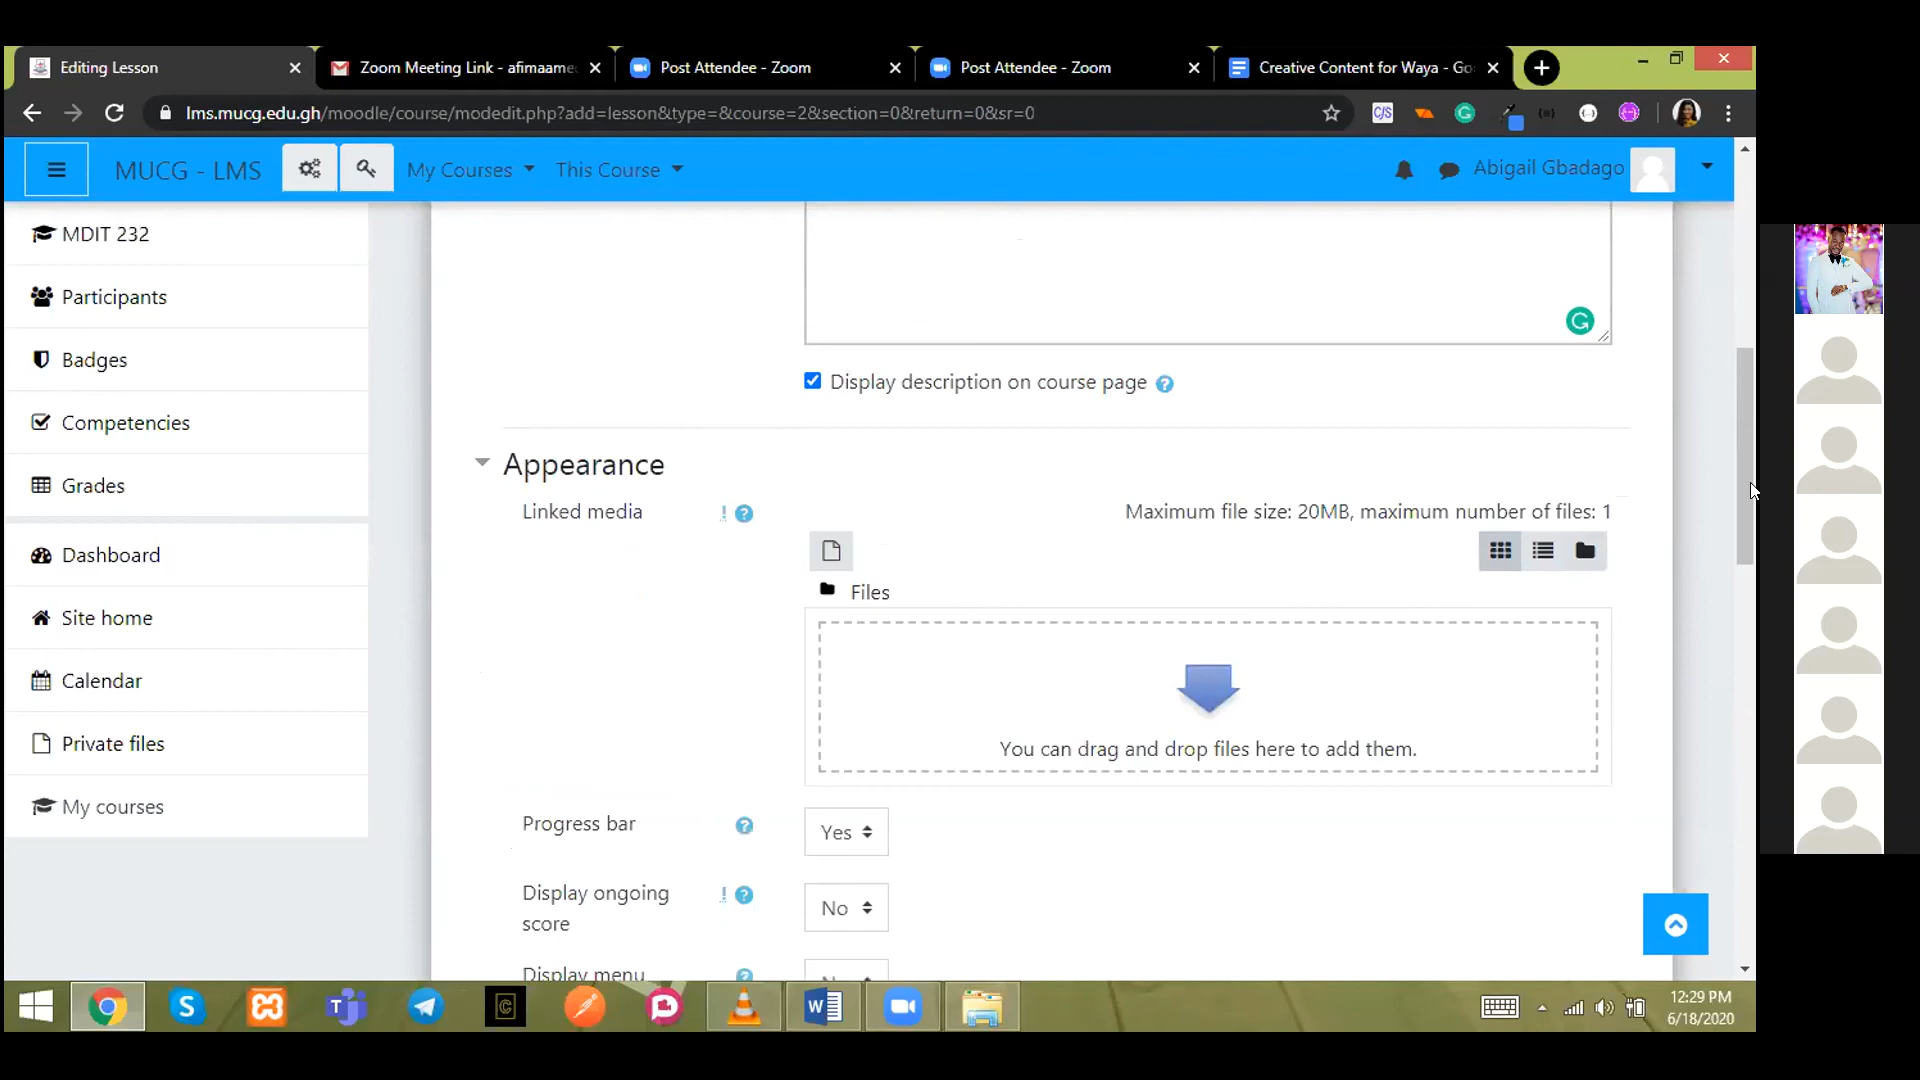 Editing Lesson
Zoom Meeting Link - afimaame
Post Attendee - Zoom
Post Attendee - Zoom
Creative Content for Waya - Go
lms.mucg.edu.gh/moodle/course/modedit.php?add=lesson&type=&course=2&section=0&return=0&sr=0
MUCG - LMS
My Courses
This Course
Abigail Gbadago
MDIT 232
Participants
Badges
Competencies
Grades
Dashboard
Site home
Calendar
Private files
My courses
Display description on course page
Appearance
Linked media
Maximum file size: 20MB, maximum number of files: 1
Files
You can drag and drop files here to add them.
Progress bar
Yes
Display ongoing
score
No
Display menu
12:29 PM
6/18/2020